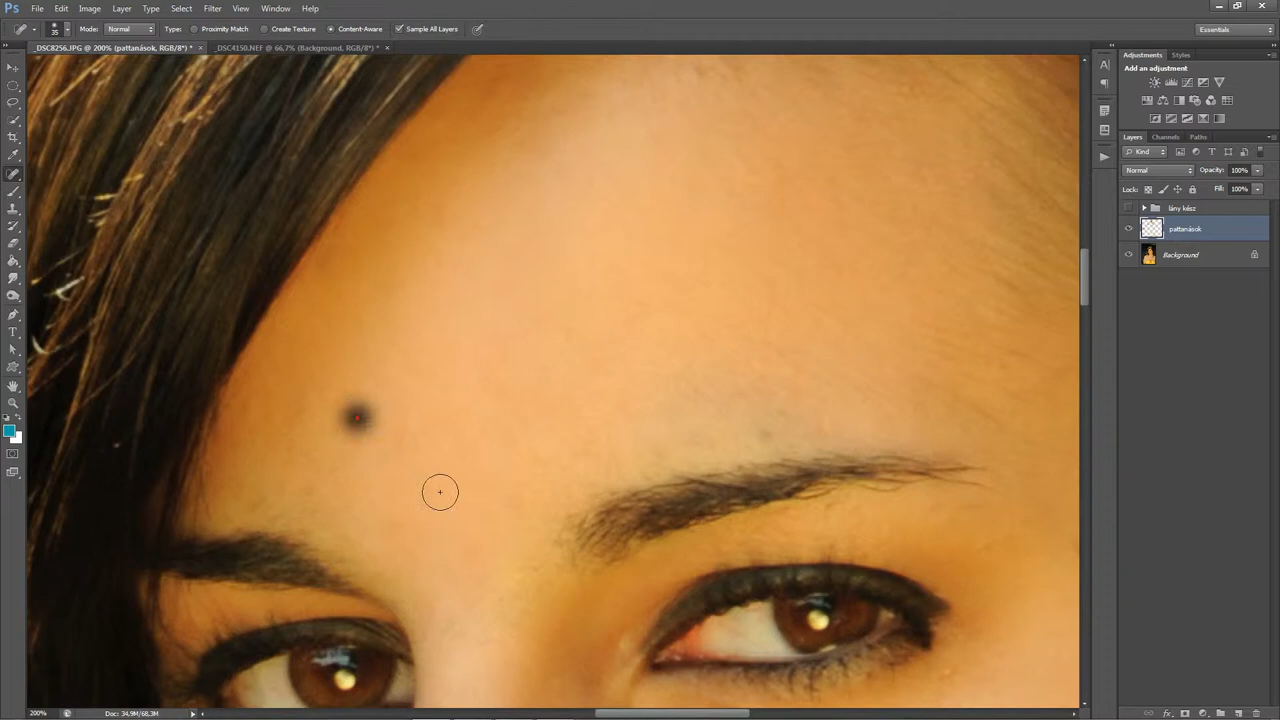 Ps File Edit Image Layer Type Select Filter View Window Help
35 Mode: Normal Type: Proximity Match Create Texture Content-Aware Sample All Layers Essentials
_DSC8256.JPG @ 200% (pattanások, RGB/8*) * × _DSC4150.NEF @ 66,7% (Background, RGB/8*) * ×
Adjustments Styles
Add an adjustment
Layers Channels Paths
Kind
Normal Opacity: 100%
Lock: Fill: 100%
lány kész
pattanások
Background
200% Doc: 34,9M/68,3M